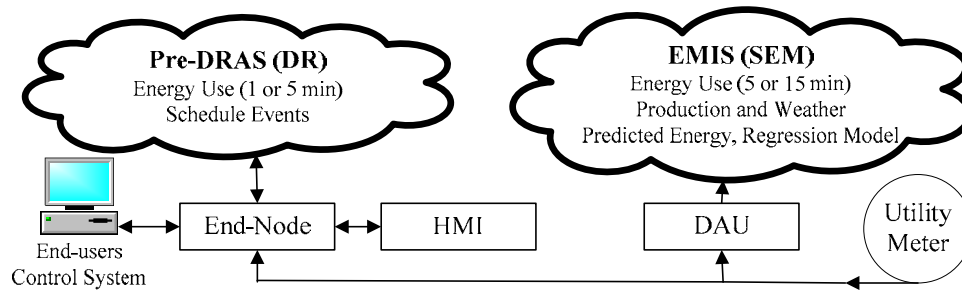 Pre-DRAS (DR)
Energy Use (1 or 5 min)
Schedule Events
EMIS (SEM)
Energy Use (5 or 15 min)
Production and Weather
Predicted Energy, Regression Model
End-users
Control System
End-Node
HMI
DAU
Utility
Meter